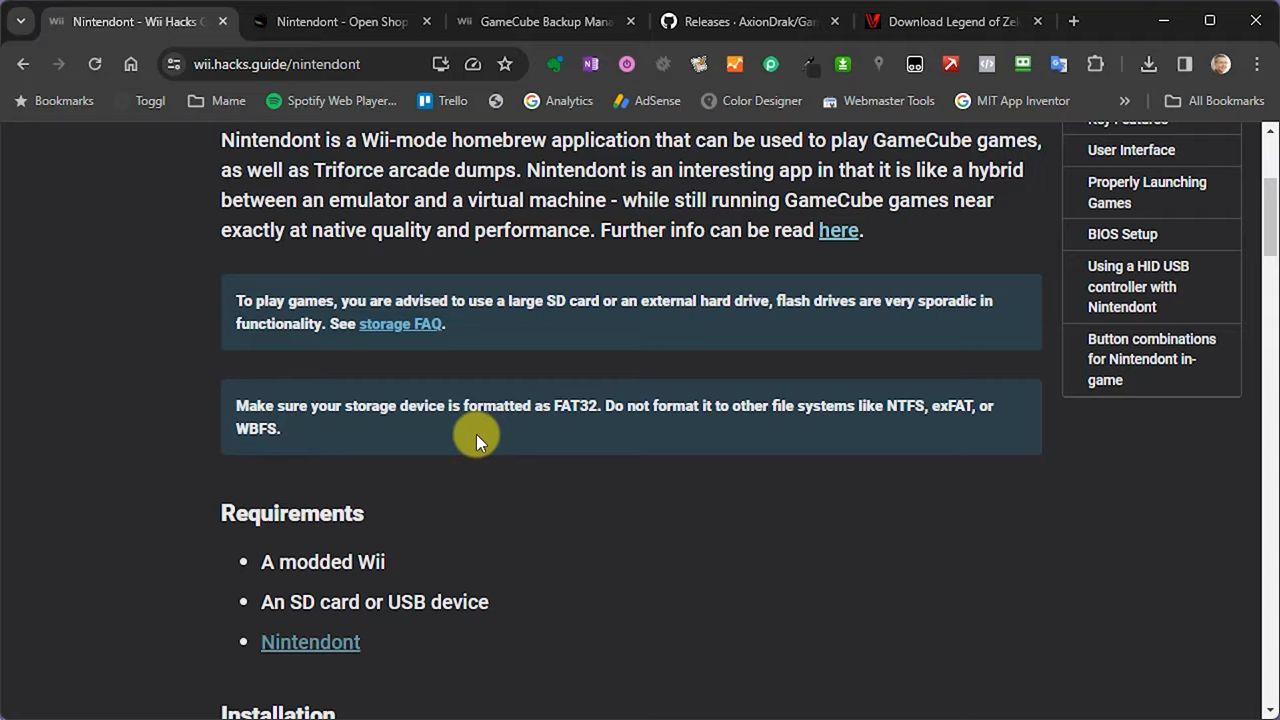 Nintendont - Wii Hacks G
Nintendont - Open Shop
GameCube Backup Mana
Releases · AxionDrak/Gam
Download Legend of Zel
wii.hacks.guide/nintendont
Bookmarks
Toggl
Mame
Spotify Web Player...
Trello
Analytics
AdSense
Color Designer
Webmaster Tools
MIT App Inventor
All Bookmarks
Nintendont is a Wii-mode homebrew application that can be used to play GameCube games,
as well as Triforce arcade dumps. Nintendont is an interesting app in that it is like a hybrid
between an emulator and a virtual machine - while still running GameCube games near
exactly at native quality and performance. Further info can be read here.
To play games, you are advised to use a large SD card or an external hard drive, flash drives are very sporadic in
functionality. See storage FAQ.
Make sure your storage device is formatted as FAT32. Do not format it to other file systems like NTFS, exFAT, or
WBFS.
Requirements
• A modded Wii
• An SD card or USB device
• Nintendont
Installation
Key Features
User Interface
Properly Launching
Games
BIOS Setup
Using a HID USB
controller with
Nintendont
Button combinations
for Nintendont in-
game